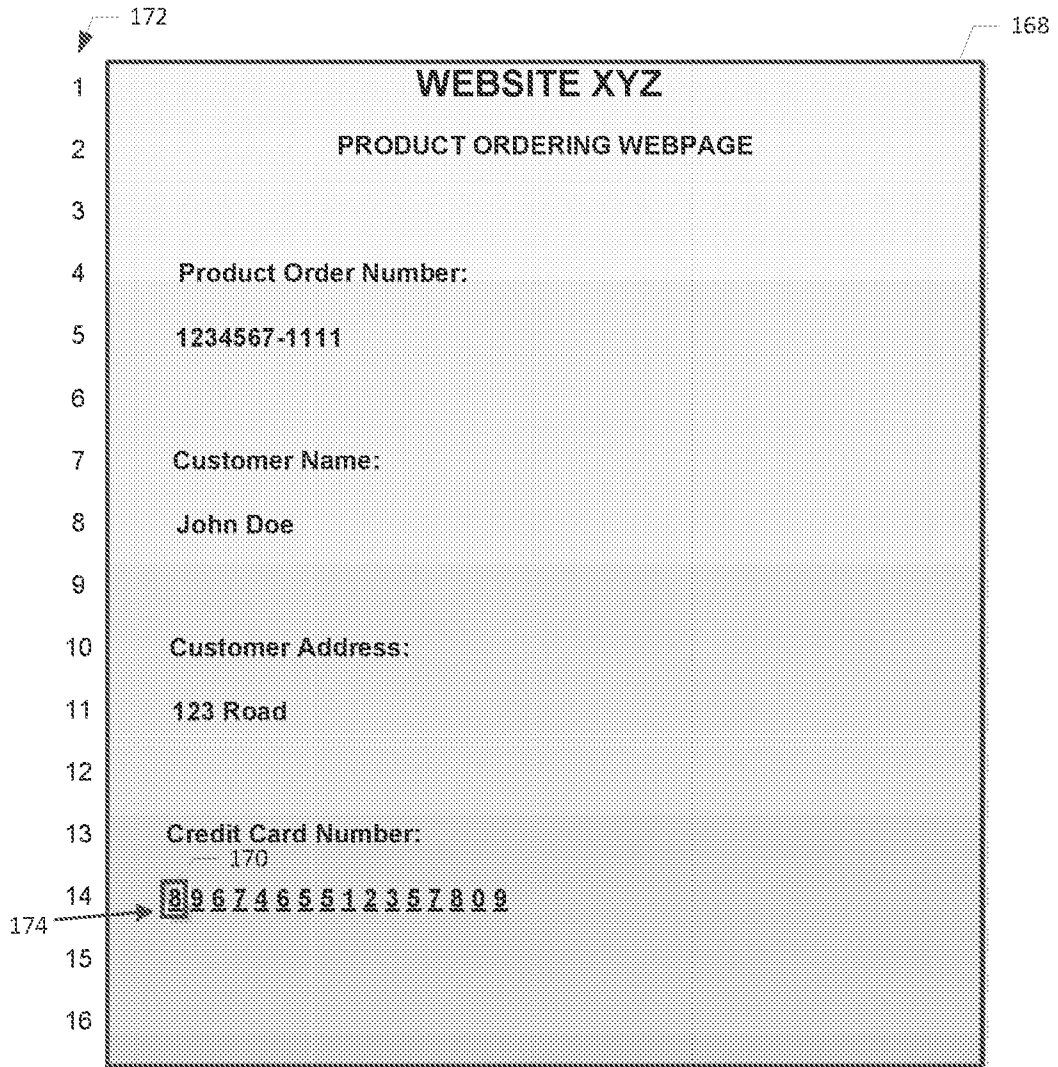 172
168
1 WEBSITE XYZ
2 PRODUCT ORDERING WEBPAGE
3
4 Product Order Number:
5 1234567-1111
6
7 Customer Name:
8 John Doe
9
10 Customer Address:
11 123 Road
12
13 Credit Card Number:
170
14 8 9 6 7 4 6 5 5 1 2 3 5 7 8 0 9
174
15
16